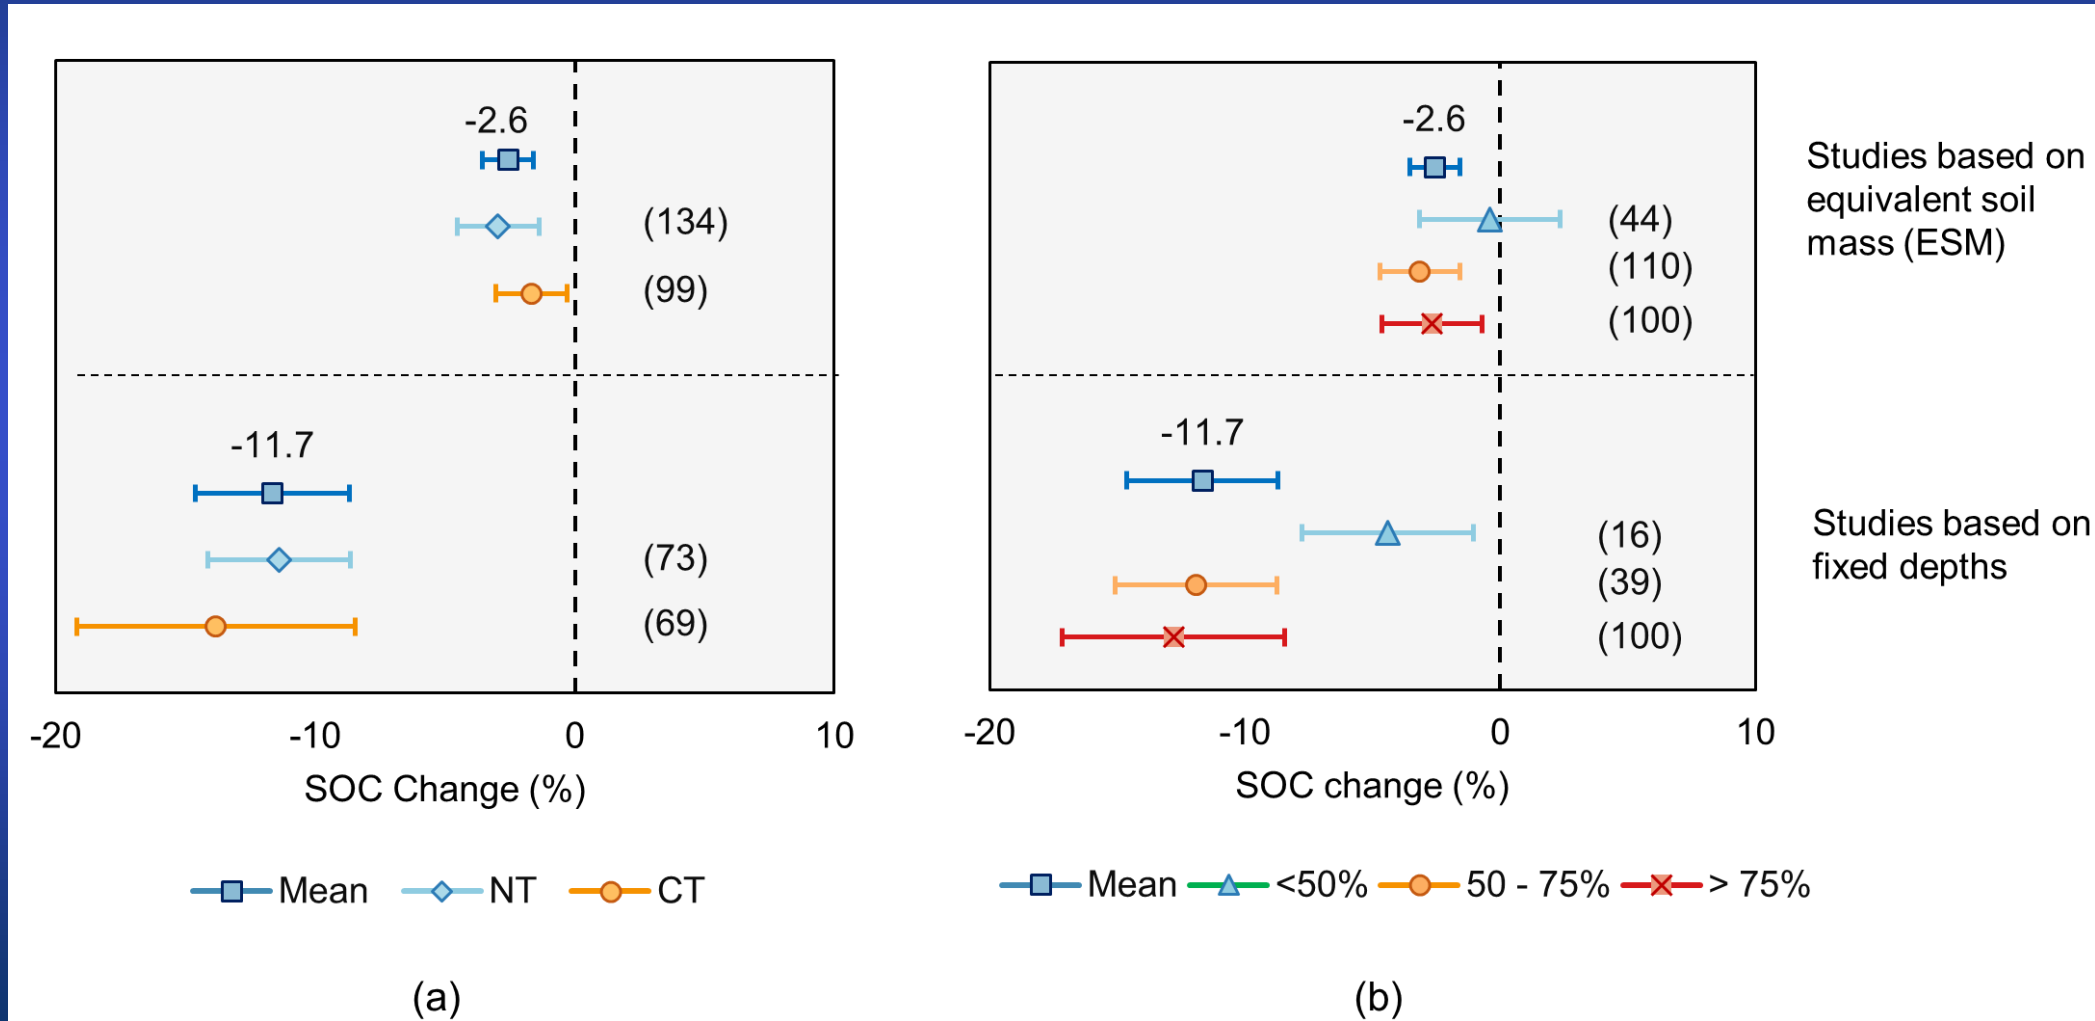 -2.6
(134)
(99)
-11.7
(73)
(69)
-20
-10
0
10
SOC Change (%)
Mean
NT
CT
(a)
-2.6
(44)
(110)
(100)
-11.7
(16)
(39)
(100)
-20
-10
0
10
SOC change (%)
Mean
<50%
50 - 75%
> 75%
(b)
Studies based on
equivalent soil
mass (ESM)
Studies based on
fixed depths